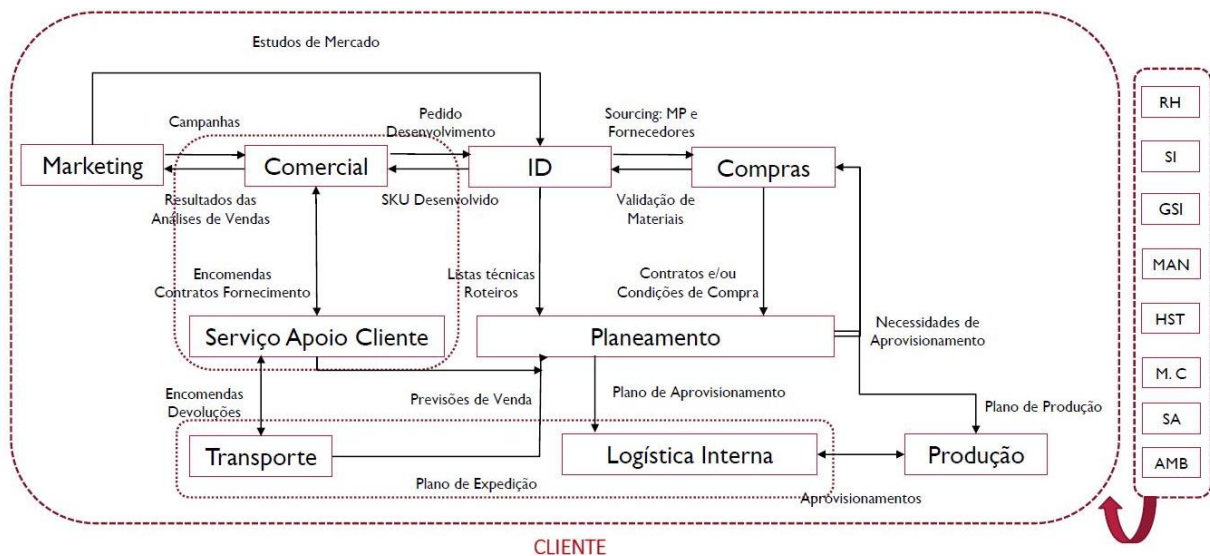 Estudos de Mercado
Campanhas
Pedido
Desenvolvimento
Sourcing: MP e
Fornecedores
Marketing
Comercial
ID
Compras
Resultados das
Análises de Vendas
SKU Desenvolvido
Validação de
Materiais
Encomendas
Contratos Fornecimento
Listas técnicas
Roteiros
Contratos e/ou
Condições de Compra
Serviço Apoio Cliente
Planeamento
Necessidades de
Aprovisionamento
Encomendas
Devoluções
Previsões de Venda
Plano de Aprovisionamento
Plano de Produção
Transporte
Logística Interna
Produção
Plano de Expedição
Aprovisionamentos
RH
SI
GSI
MAN
HST
M. C
SA
AMB
CLIENTE